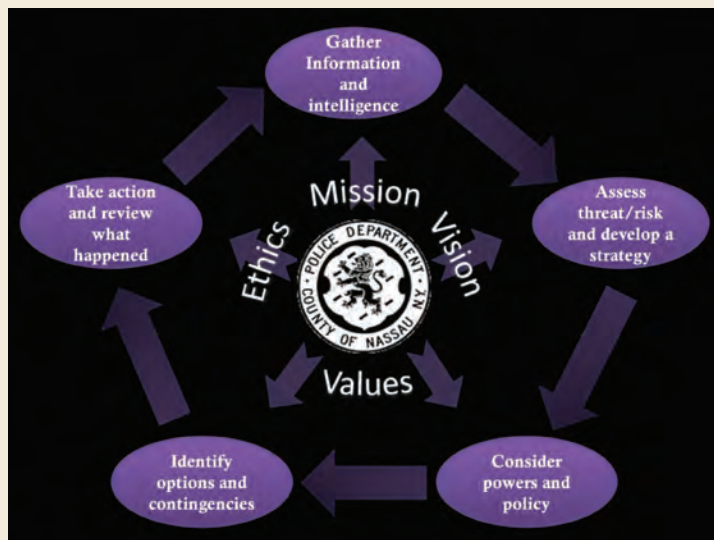 Gather
Information
and
intelligence
Assess
threat/risk
and develop a
strategy
Consider
powers and
policy
Identify
options and
contingencies
Take action
and review
what
happened
Ethics
Mission
Vision
Values
POLICE DEPARTMENT
COUNTY OF NASSAU N.Y.